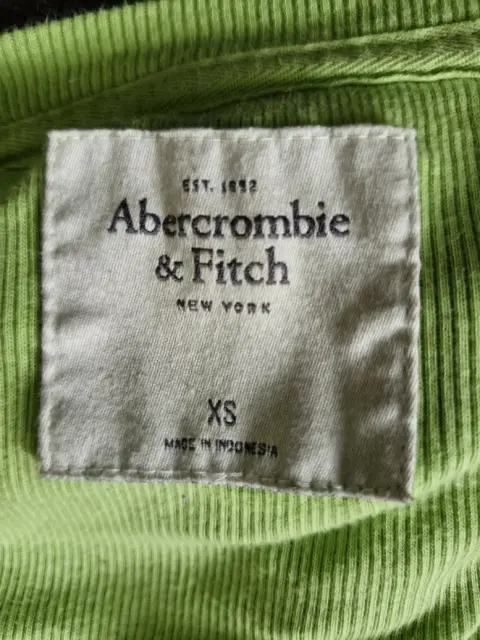 EST. 1892
Abercrombie
& Fitch
NEW YORK
XS
MADE IN INDONESIA